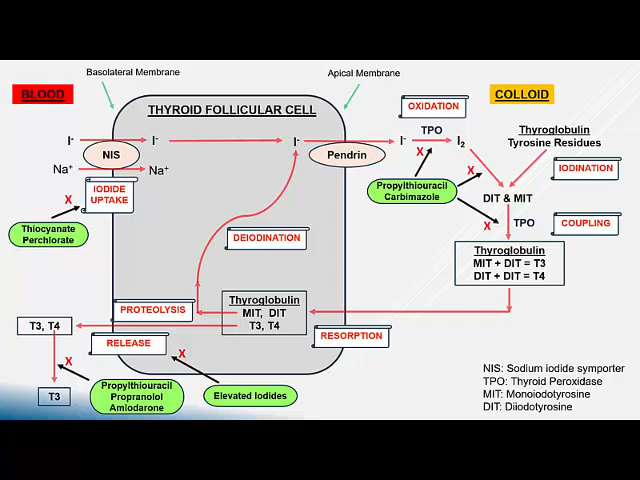 Basolateral Membrane
Apical Membrane
BLOOD
THYROID FOLLICULAR CELL
OXIDATION
COLLOID
I⁻
I⁻
I⁻
I⁻
TPO
I₂
Thyroglobulin
Tyrosine Residues
NIS
Pendrin
X
X
Na⁺
Na⁺
IODINATION
IODIDE
UPTAKE
X
Propylthiouracil
Carbimazole
DIT & MIT
Thiocyanate
Perchlorate
X
TPO
COUPLING
DEIODINATION
Thyroglobulin
MIT + DIT = T3
DIT + DIT = T4
Thyroglobulin
MIT, DIT
T3, T4
PROTEOLYSIS
T3, T4
RELEASE
RESORPTION
X
X
Propylthiouracil
Propranolol
Amiodarone
Elevated Iodides
T3
NIS: Sodium iodide symporter
TPO: Thyroid Peroxidase
MIT: Monoiodotyrosine
DIT: Diiodotyrosine